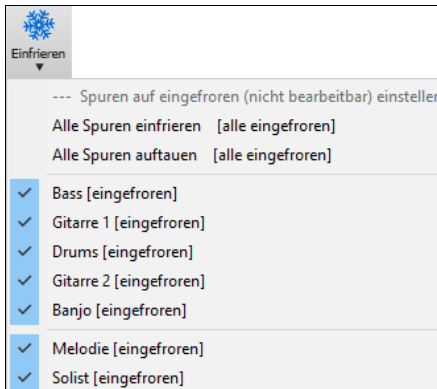 Einfrieren
--- Spuren auf eingefroren (nicht bearbeitbar) einstellen
Alle Spuren einfrieren [alle eingefroren]
Alle Spuren auftauen [alle eingefroren]
Bass [eingefroren]
Gitarre 1 [eingefroren]
Drums [eingefroren]
Gitarre 2 [eingefroren]
Banjo [eingefroren]
Melodie [eingefroren]
Solist [eingefroren]